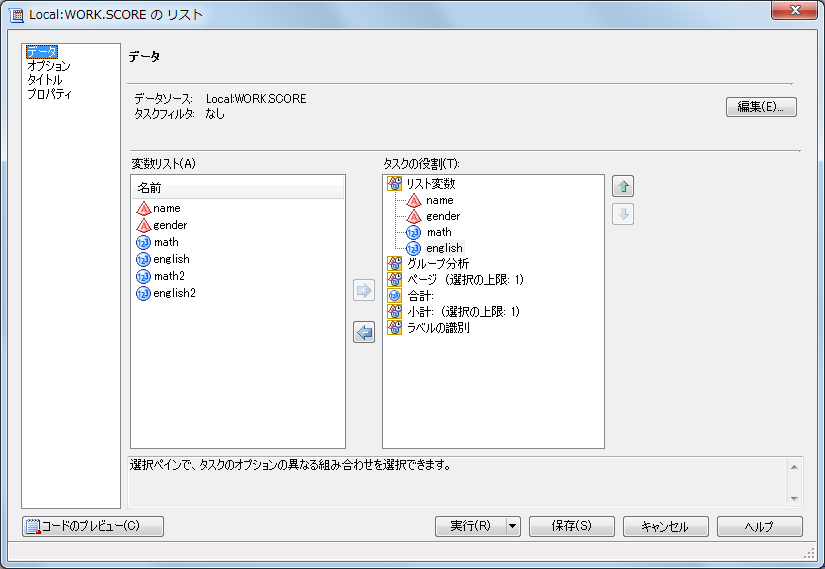 Local:WORK.SCORE の リスト
データ
オプション
タイトル
プロパティ
データ
データソース: Local:WORK.SCORE
タスクフィルタ: なし
編集(E)...
変数リスト(A)
タスクの役割(T):
名前
name
gender
math
english
math2
english2
リスト変数
name
gender
math
english
グループ分析
ページ (選択の上限: 1)
合計:
小計: (選択の上限: 1)
ラベルの識別
選択ペインで、タスクのオプションの異なる組み合わせを選択できます。
コードのプレビュー(C)
実行(R)
保存(S)
キャンセル
ヘルプ